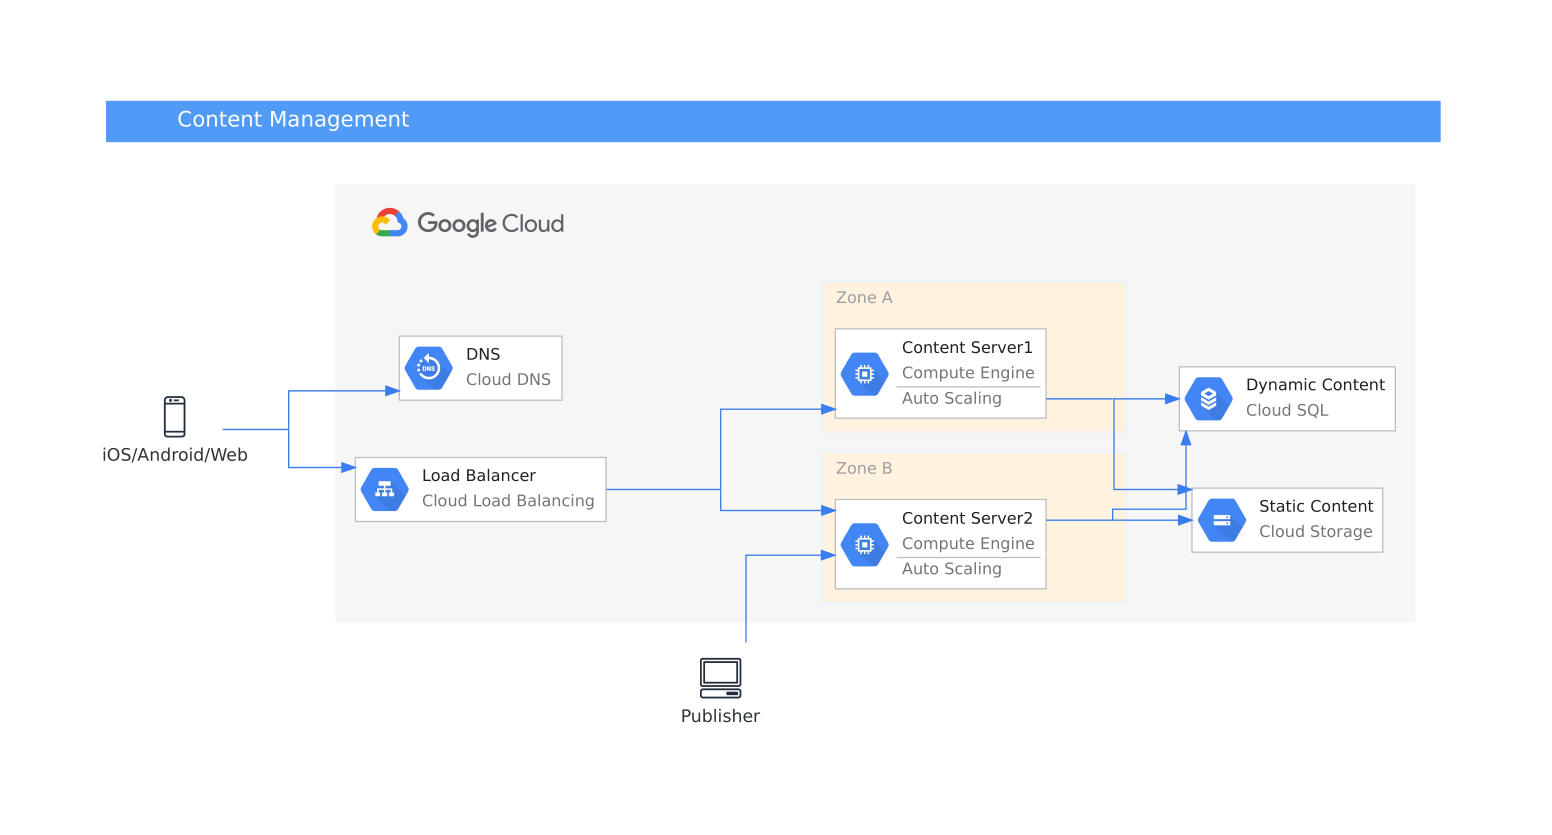 Content Management
Google Cloud
Zone A
DNS
Cloud DNS
DNS
Content Server1
Compute Engine
Auto Scaling
Dynamic Content
Cloud SQL
iOS/Android/Web
Load Balancer
Cloud Load Balancing
Zone B
Content Server2
Compute Engine
Auto Scaling
Static Content
Cloud Storage
Publisher